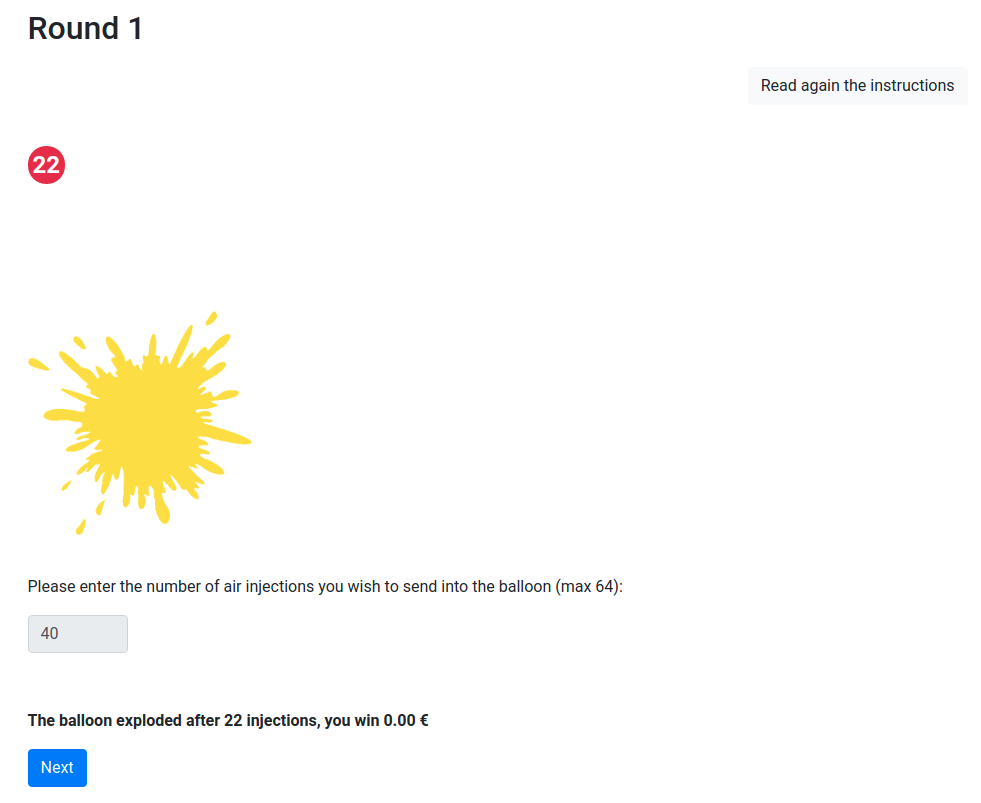 Round 1
Read again the instructions
22
Please enter the number of air injections you wish to send into the balloon (max 64):
40
The balloon exploded after 22 injections, you win 0.00 €
Next